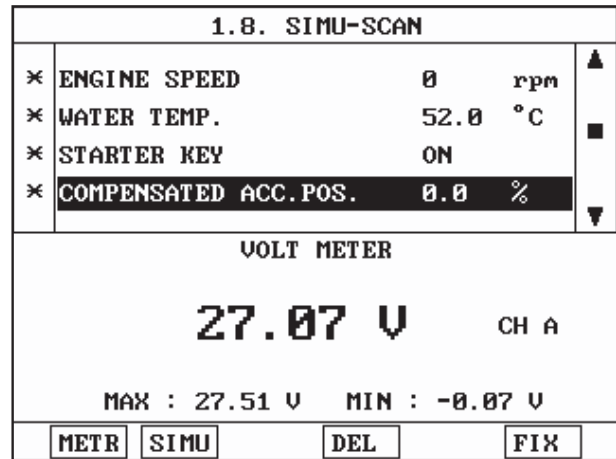 1.8. SIMU-SCAN
* ENGINE SPEED 0 rpm
* WATER TEMP. 52.0 °C
* STARTER KEY ON
* COMPENSATED ACC.POS. 0.0 %
VOLT METER
27.07 V CH A
MAX : 27.51 V MIN : -0.07 V
METR SIMU DEL FIX